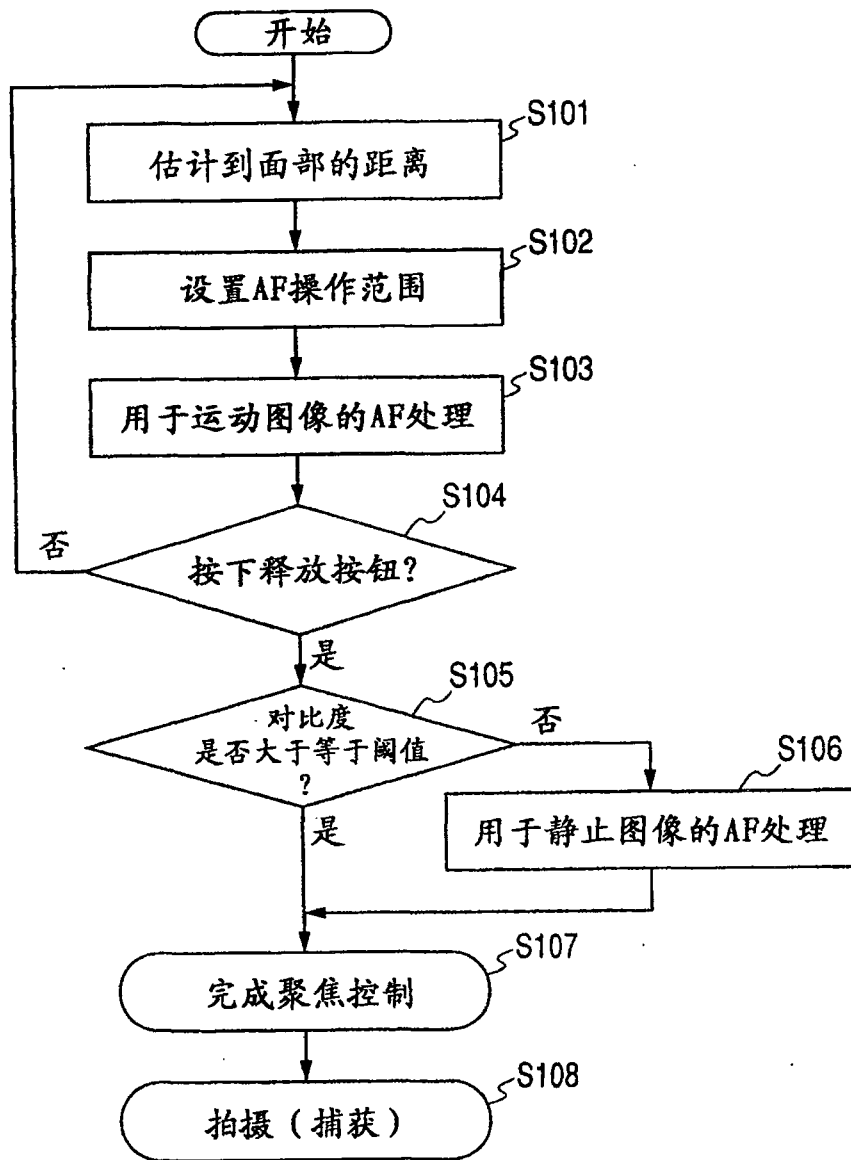 开始
S101
估计到面部的距离
S102
设置AF操作范围
S103
用于运动图像的AF处理
S104
否
按下释放按钮?
是
S105
对比度
是否大于等于阈值
?
否
S106
是
用于静止图像的AF处理
S107
完成聚焦控制
S108
拍摄(捕获)